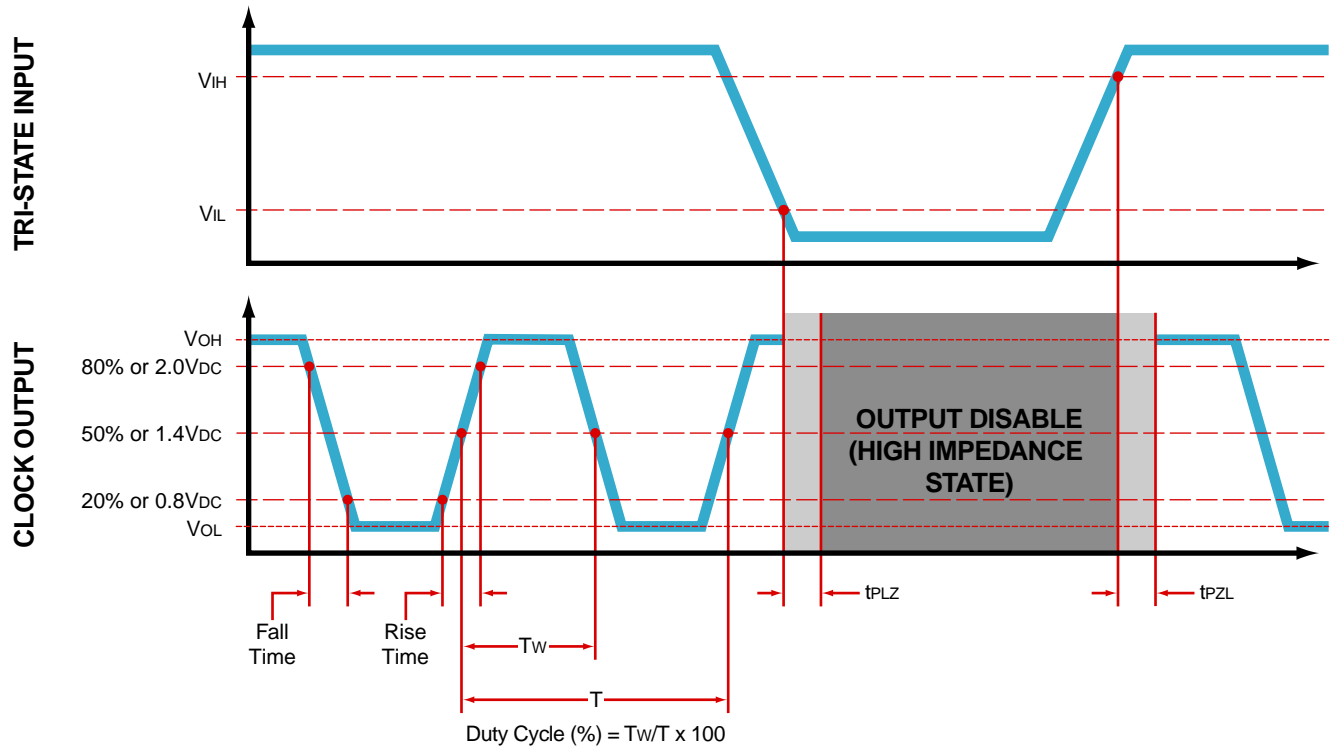 TRI-STATE INPUT
VIH
VIL
CLOCK OUTPUT
VOH
80% or 2.0VDC
50% or 1.4VDC
20% or 0.8VDC
VOL
OUTPUT DISABLE
(HIGH IMPEDANCE
STATE)
tPLZ
tPZL
Fall
Time
Rise
Time
TW
T
Duty Cycle (%) = TW/T x 100